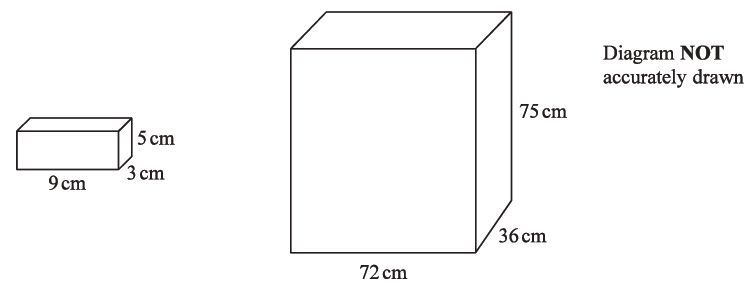 Diagram NOT
accurately drawn
75 cm
5 cm
3 cm
9 cm
36 cm
72 cm